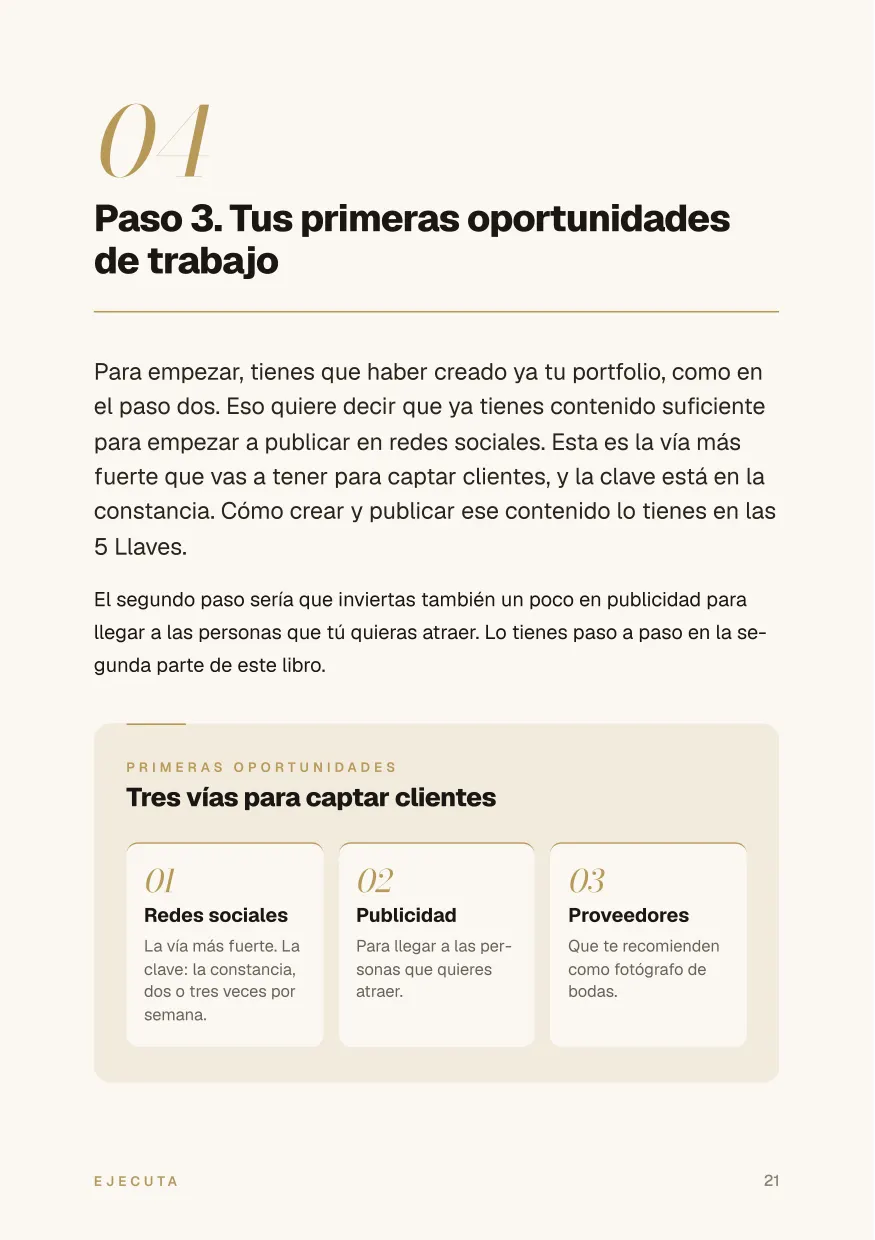 04
Paso 3. Tus primeras oportunidades
de trabajo
Para empezar, tienes que haber creado ya tu portfolio, como en
el paso dos. Eso quiere decir que ya tienes contenido suficiente
para empezar a publicar en redes sociales. Esta es la vía más
fuerte que vas a tener para captar clientes, y la clave está en la
constancia. Cómo crear y publicar ese contenido lo tienes en las
5 Llaves.
El segundo paso sería que inviertas también un poco en publicidad para
llegar a las personas que tú quieras atraer. Lo tienes paso a paso en la se-
gunda parte de este libro.
PRIMERAS OPORTUNIDADES
Tres vías para captar clientes
01
Redes sociales
La vía más fuerte. La
clave: la constancia,
dos o tres veces por
semana.
02
Publicidad
Para llegar a las per-
sonas que quieres
atraer.
03
Proveedores
Que te recomienden
como fotógrafo de
bodas.
EJECUTA
21